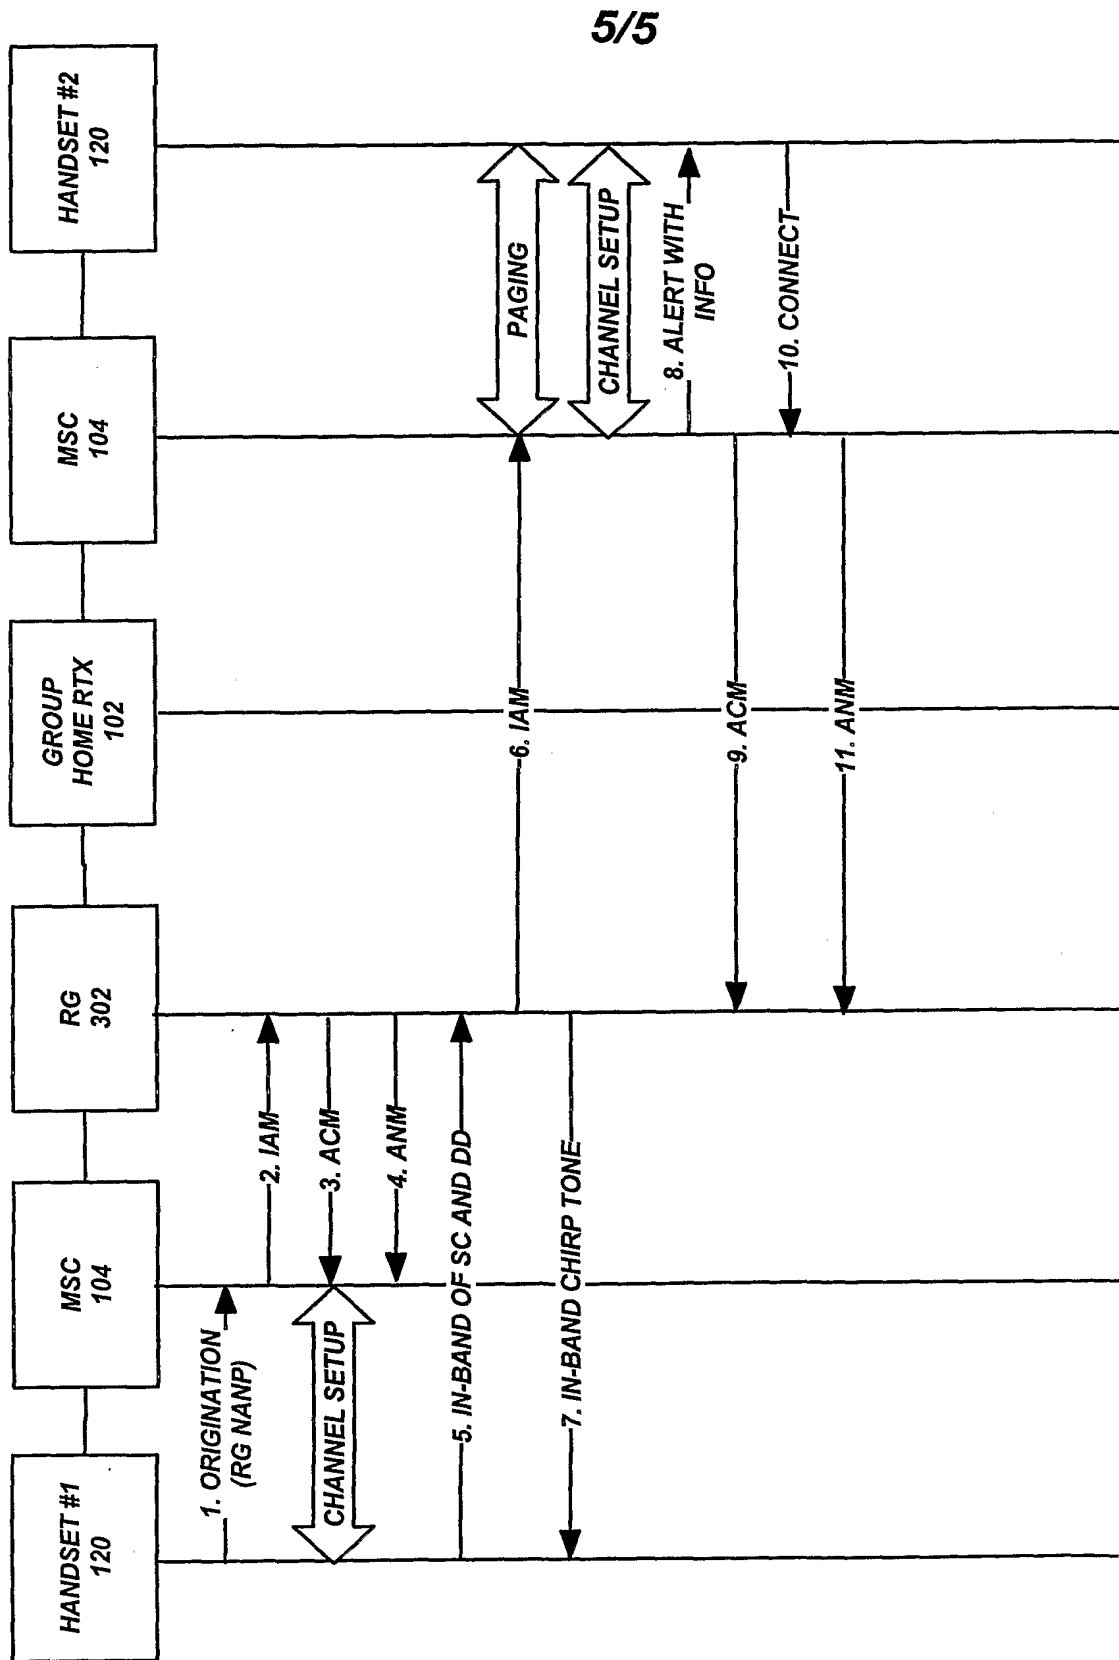 5/5
HANDSET #1
120
MSC
104
RG
302
GROUP
HOME RTX
102
MSC
104
HANDSET #2
120
1. ORIGINATION
(RG NANP)
2. IAM
3. ACM
CHANNEL SETUP
4. ANM
5. IN-BAND OF SC AND DD
6. IAM
PAGING
7. IN-BAND CHIRP TONE
CHANNEL SETUP
8. ALERT WITH
INFO
9. ACM
10. CONNECT
11. ANM